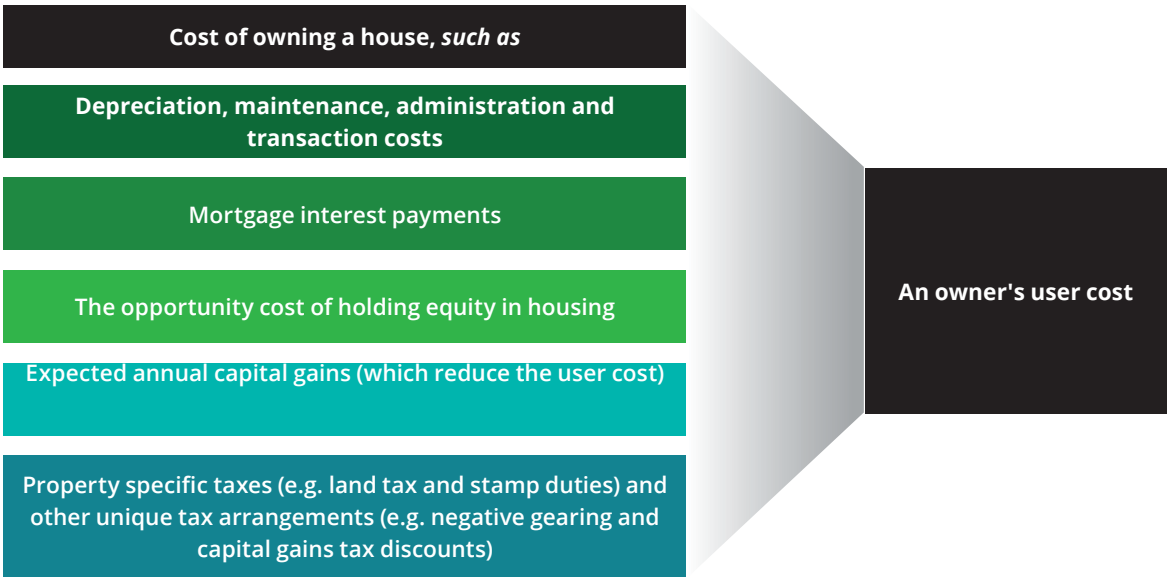 Cost of owning a house, such as
Depreciation, maintenance, administration and
transaction costs
Mortgage interest payments
The opportunity cost of holding equity in housing
Expected annual capital gains (which reduce the user cost)
Property specific taxes (e.g. land tax and stamp duties) and
other unique tax arrangements (e.g. negative gearing and
capital gains tax discounts)
An owner's user cost